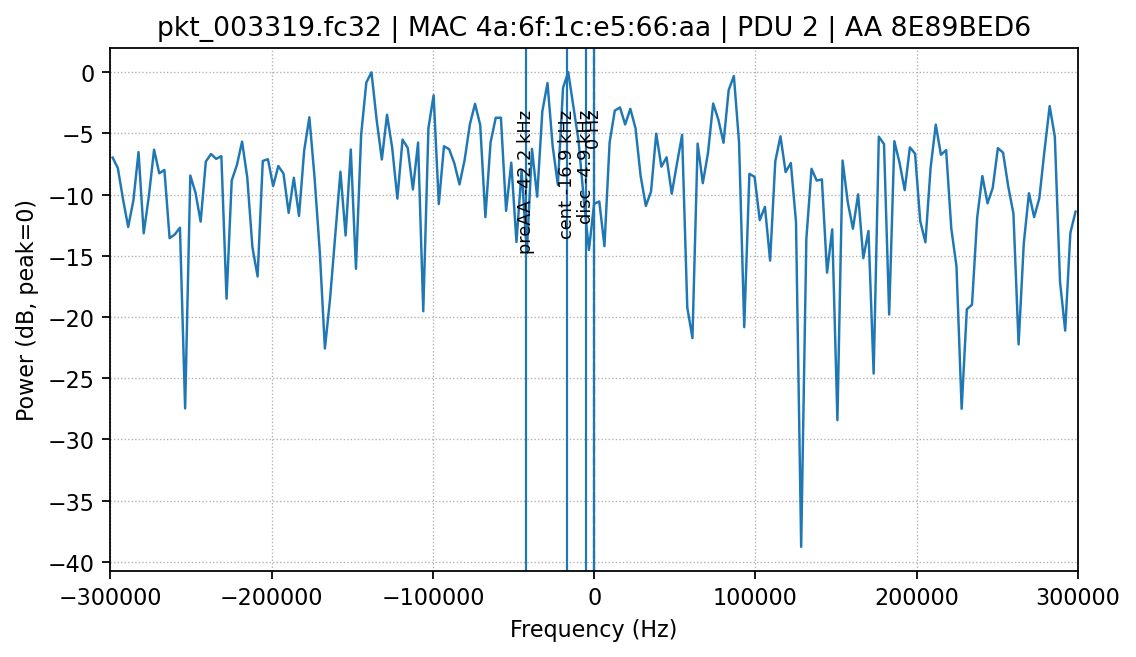 pkt_003319.fc32 | MAC 4a:6f:1c:e5:66:aa | PDU 2 | AA 8E89BED6
Power (dB, peak=0)
0
−5
−10
−15
−20
−25
−30
−35
−40
preAA -42.2 kHz
cent -16.9 kHz
disc -4.9 kHz
0 Hz
−300000
−200000
−100000
0
100000
200000
300000
Frequency (Hz)